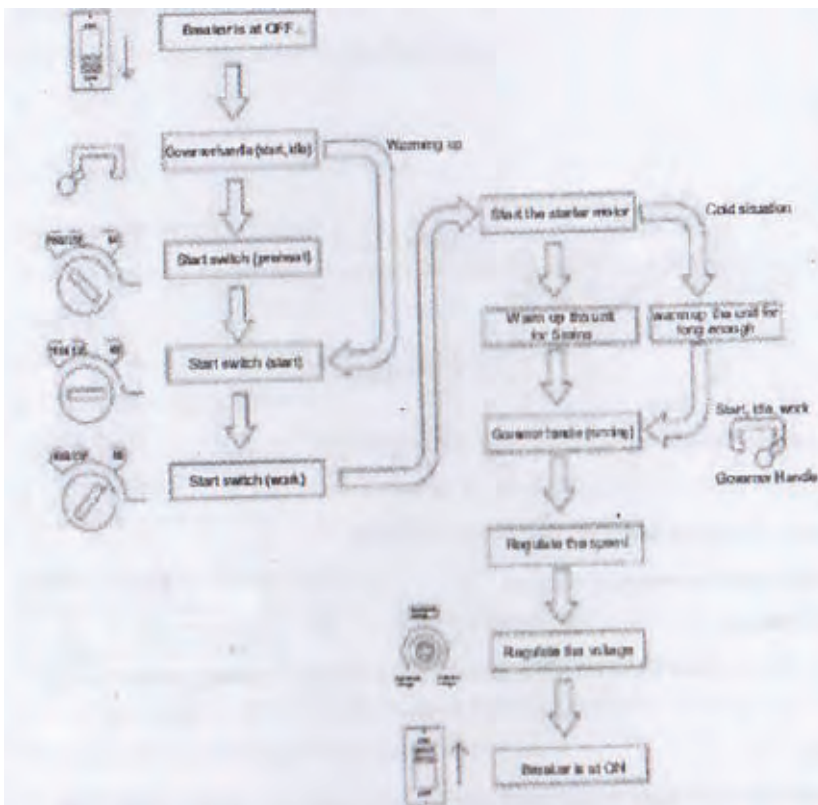 Breaker is at OFF
Governor handle (start, idle)
Warming up
Start switch (preheat)
Start switch (start)
Start switch (work)
Start the starter motor
Cold situation
Warm up the unit
for 5mins
warm up the unit for
long enough
Governor handle (running)
Start, idle, work
Governor Handle
Regulate the speed
Regulate the voltage
Breaker is at ON